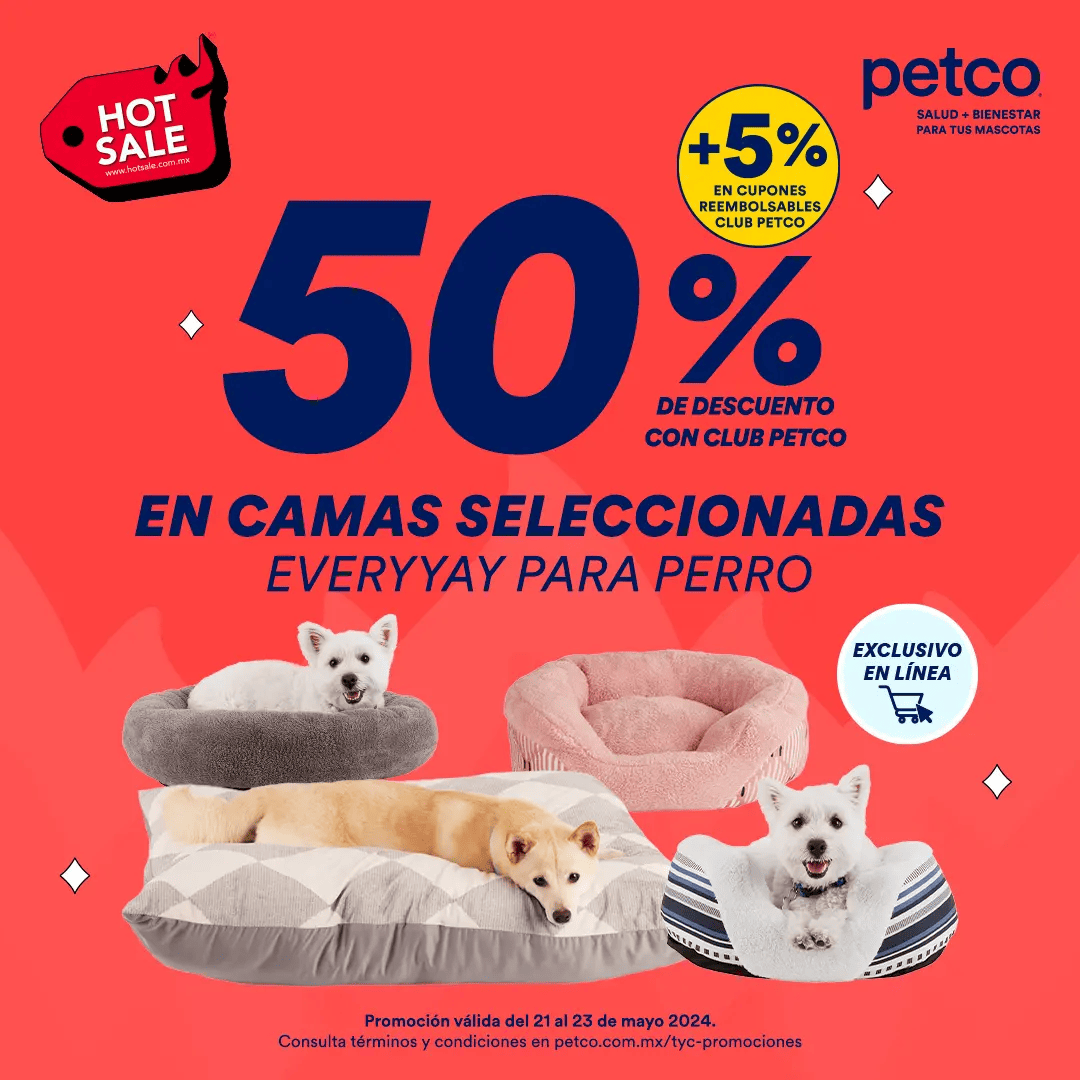 HOT
SALE
www.hotsale.com.mx
petco
SALUD + BIENESTAR
PARA TUS MASCOTAS
+5%
EN CUPONES
REEMBOLSABLES
CLUB PETCO
50%
DE DESCUENTO
CON CLUB PETCO
EN CAMAS SELECCIONADAS
EVERYYAY PARA PERRO
EXCLUSIVO
EN LÍNEA
Promoción válida del 21 al 23 de mayo 2024.
Consulta términos y condiciones en petco.com.mx/tyc-promociones